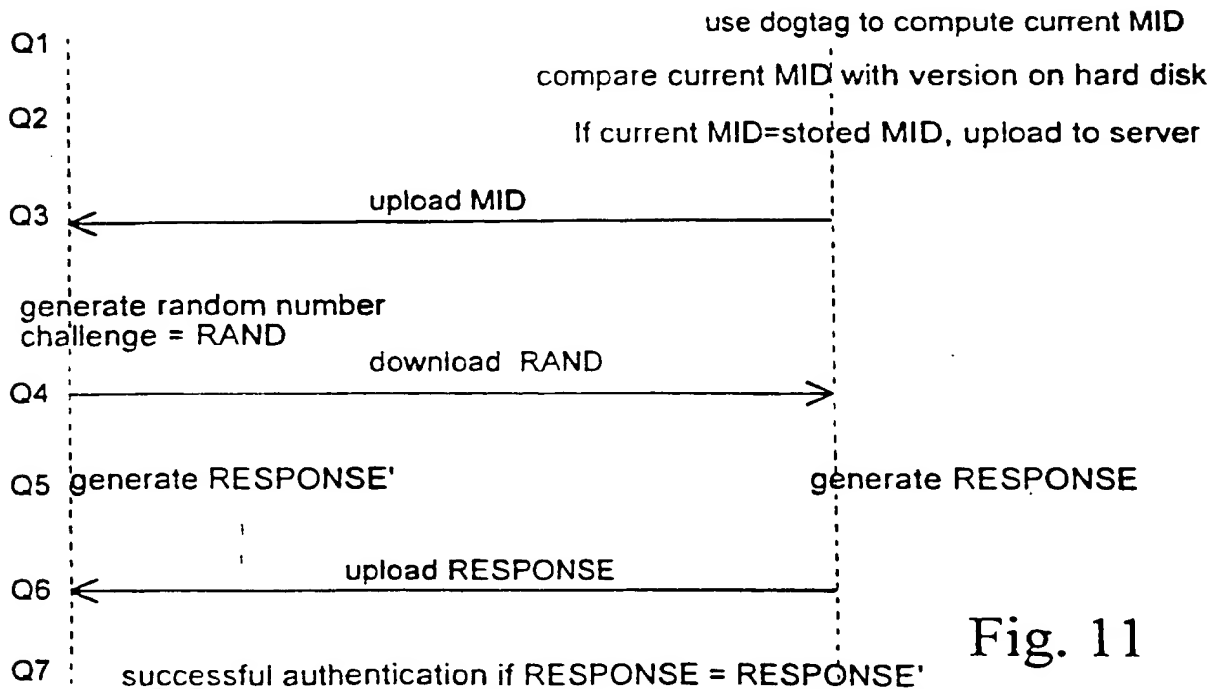 use dogtag to compute current MID
Q1
compare current MID with version on hard disk
Q2
If current MID=stored MID, upload to server
upload MID
Q3
generate random number
challenge = RAND
download RAND
Q4
Q5 generate RESPONSE' generate RESPONSE
upload RESPONSE
Q6
Fig. 11
Q7 successful authentication if RESPONSE = RESPONSE'